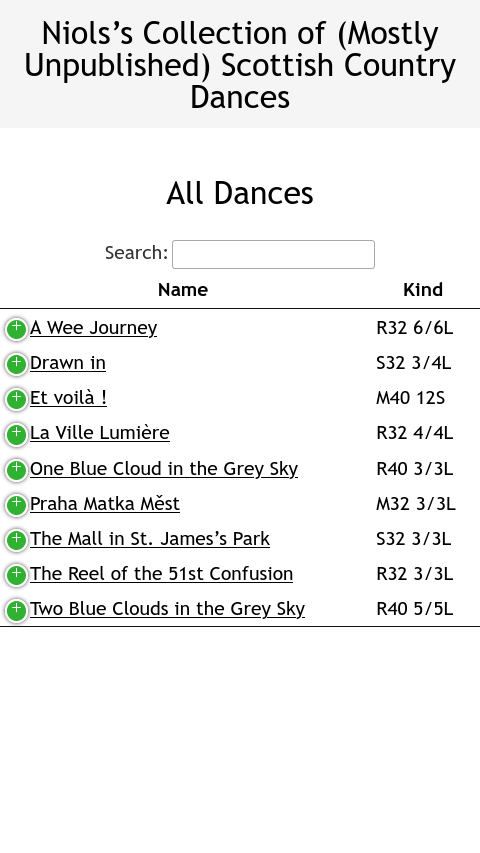 Niols’s Collection of (Mostly
Unpublished) Scottish Country
Dances
All Dances
Search:
Name Kind
A Wee Journey R32 6/6L
Drawn in S32 3/4L
Et voilà ! M40 12S
La Ville Lumière R32 4/4L
One Blue Cloud in the Grey Sky R40 3/3L
Praha Matka Měst M32 3/3L
The Mall in St. James’s Park S32 3/3L
The Reel of the 51st Confusion R32 3/3L
Two Blue Clouds in the Grey Sky R40 5/5L